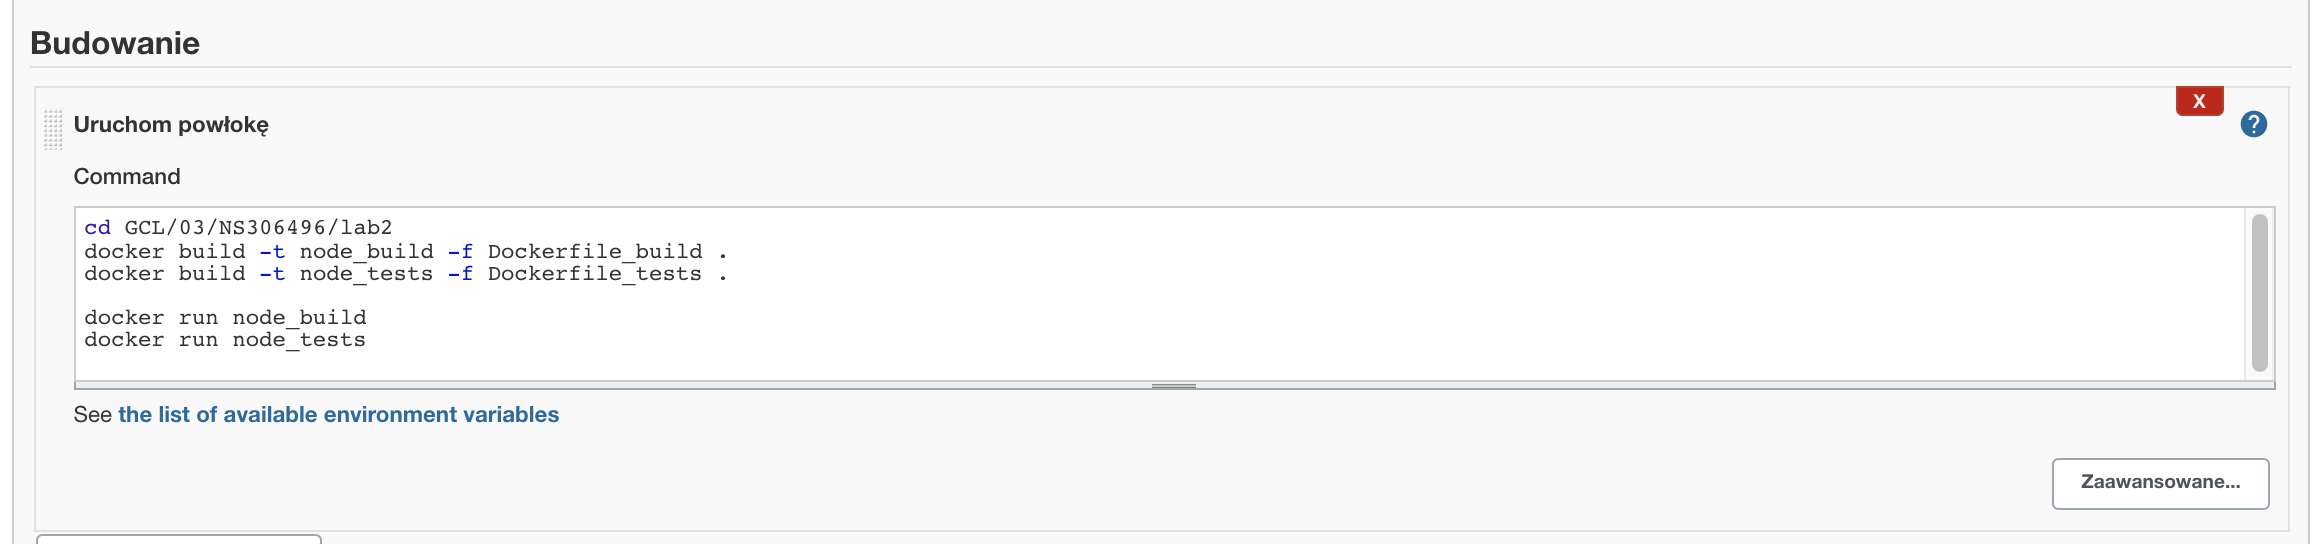 Budowanie
X
Uruchom powłokę
?
Command
cd GCL/03/NS306496/lab2
docker build -t node_build -f Dockerfile_build .
docker build -t node_tests -f Dockerfile_tests .
docker run node_build
docker run node_tests
See the list of available environment variables
Zaawansowane...